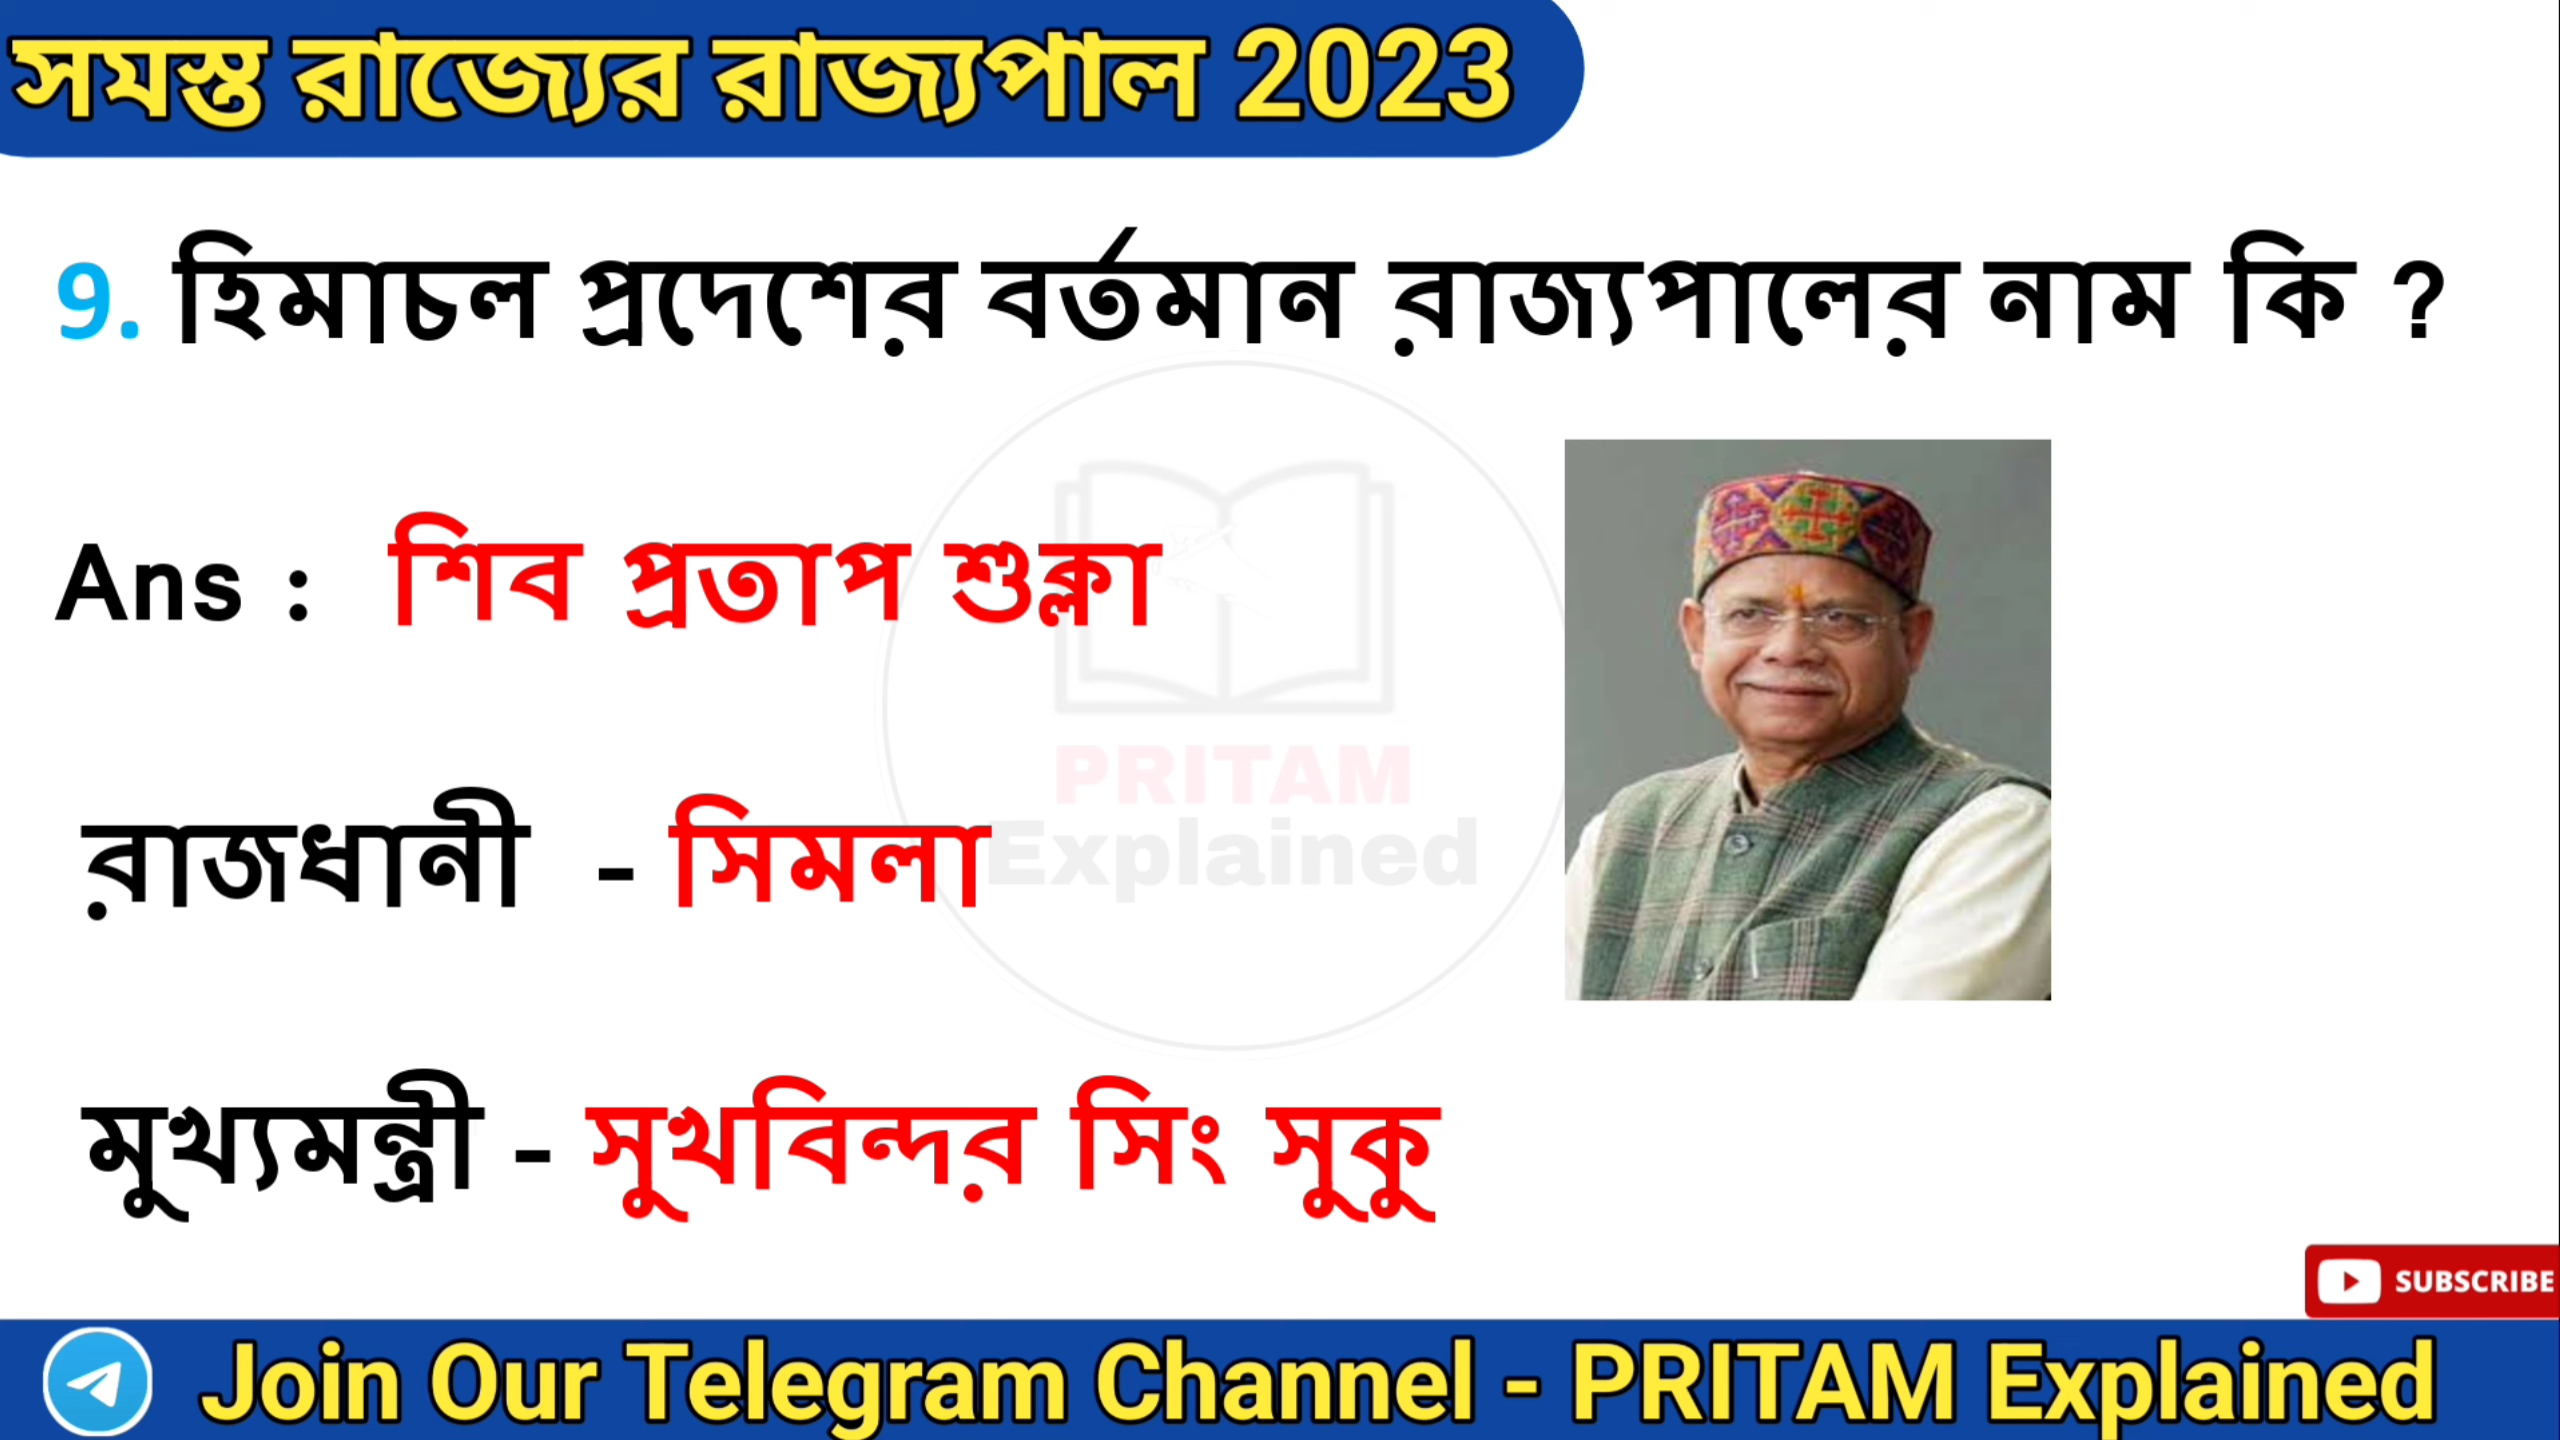 সমস্ত রাজ্যের রাজ্যপাল 2023
9. হিমাচল প্রদেশের বর্তমান রাজ্যপালের নাম কি ?
Ans : শিব প্রতাপ শুক্লা
রাজধানী - সিমলা
মুখ্যমন্ত্রী - সুখবিন্দর সিং সুকু
PRITAM
Explained
SUBSCRIBE
Join Our Telegram Channel - PRITAM Explained